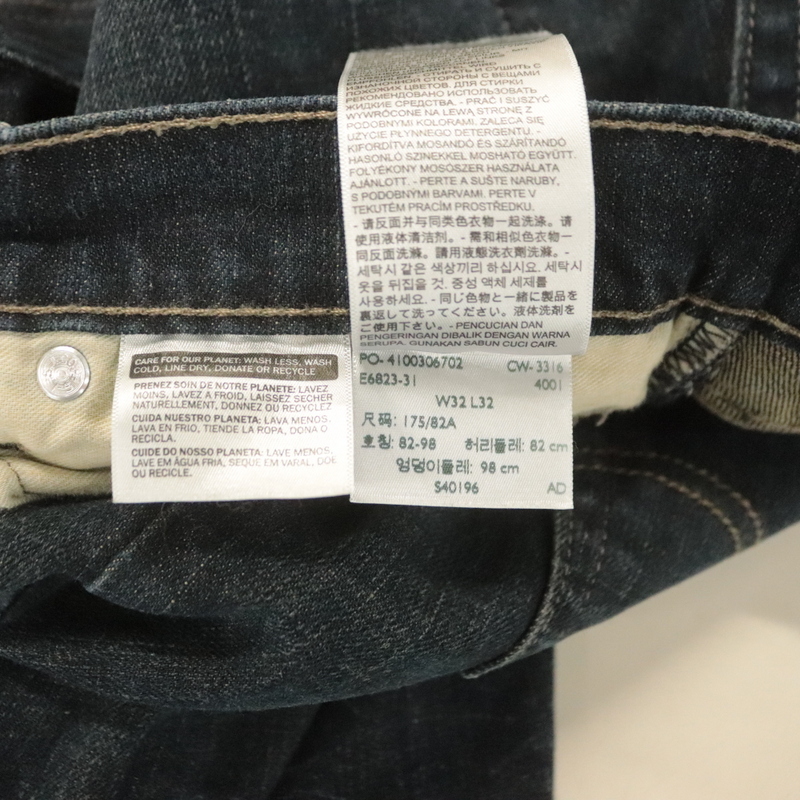 ИЗНАНОЧНОЙ СТОРОНЫ С ВЕЩАМИ
ПОХОЖИХ ЦВЕТОВ. ДЛЯ СТИРКИ
РЕКОМЕНДОВАНО ИСПОЛЬЗОВАТЬ
ЖИДКИЕ СРЕДСТВА. - PRAĆ I SUSZYĆ
WYWRÓCONE NA LEWĄ STRONĘ Z
PODOBNYMI KOLORAMI. ZALECA SIĘ
UŻYCIE PŁYNNEGO DETERGENTU. -
KIFORDÍTVA MOSANDÓ ÉS SZÁRÍTANDÓ
HASONLÓ SZINEKKEL MOSHATÓ EGYÜTT.
FOLYÉKONY MOSÓSZER HASZNÁLATA
AJÁNLOTT. - PERTE A SUŠTE NARUBY,
S PODOBNÝMI BARVAMI. PERTE V
TEKUTÉM PRACÍM PROSTŘEDKU.
- 请反面并与同类色衣物一起洗涤。请
使用液体清洁剂。- 需和相似色衣物一
同反面洗滌。請用液態洗衣劑洗滌。-
세탁시 같은 색상끼리 하십시요. 세탁시
옷을 뒤집을 것. 중성 액체 세제를
사용하세요. - 同じ色物と一緒に製品を
裏返しで洗ってください。液体洗剤を
ご使用下さい。- PENCUCIAN DAN
PENGERINGAN DIBALIK DENGAN WARNA
SERUPA. GUNAKAN SABUN CUCI CAIR.
CARE FOR OUR PLANET: WASH LESS, WASH
COLD, LINE DRY, DONATE OR RECYCLE
PRENEZ SOIN DE NOTRE PLANETE: LAVEZ
MOINS, LAVEZ A FROID, LAISSEZ SECHER
NATURELLEMENT, DONNEZ OU RECYCLEZ
CUIDA NUESTRO PLANETA: LAVA MENOS,
LAVA EN FRIO, TIENDE LA ROPA, DONA O
RECICLA.
CUIDE DO NOSSO PLANETA: LAVE MENOS,
LAVE EM ÁGUA FRIA, SEQUE EM VARAL, DOE
OU RECICLE.
PO- 4100306702 CW- 3316
E6823-31 4001
W32 L32
尺码: 175/82A
호칭: 82-98 허리둘레: 82 cm
엉덩이둘레: 98 cm
S40196 AD